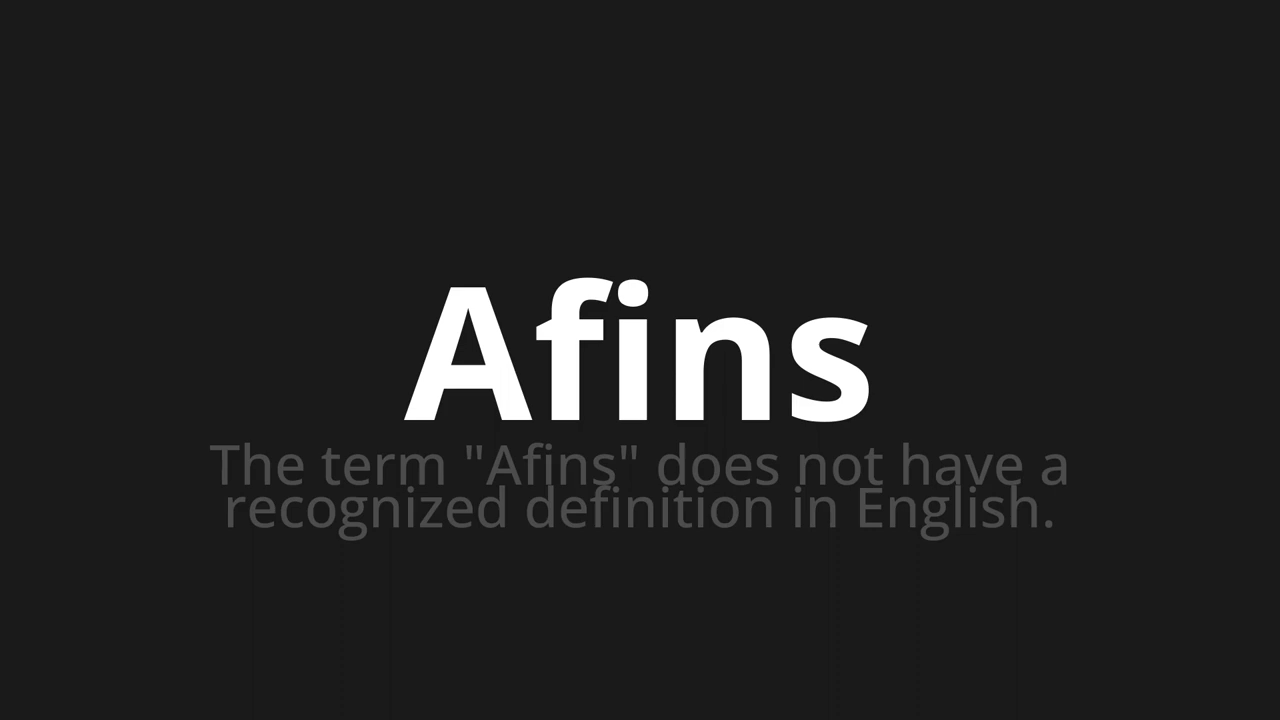 Afins
The term "Afins" does not have a
recognized definition in English.